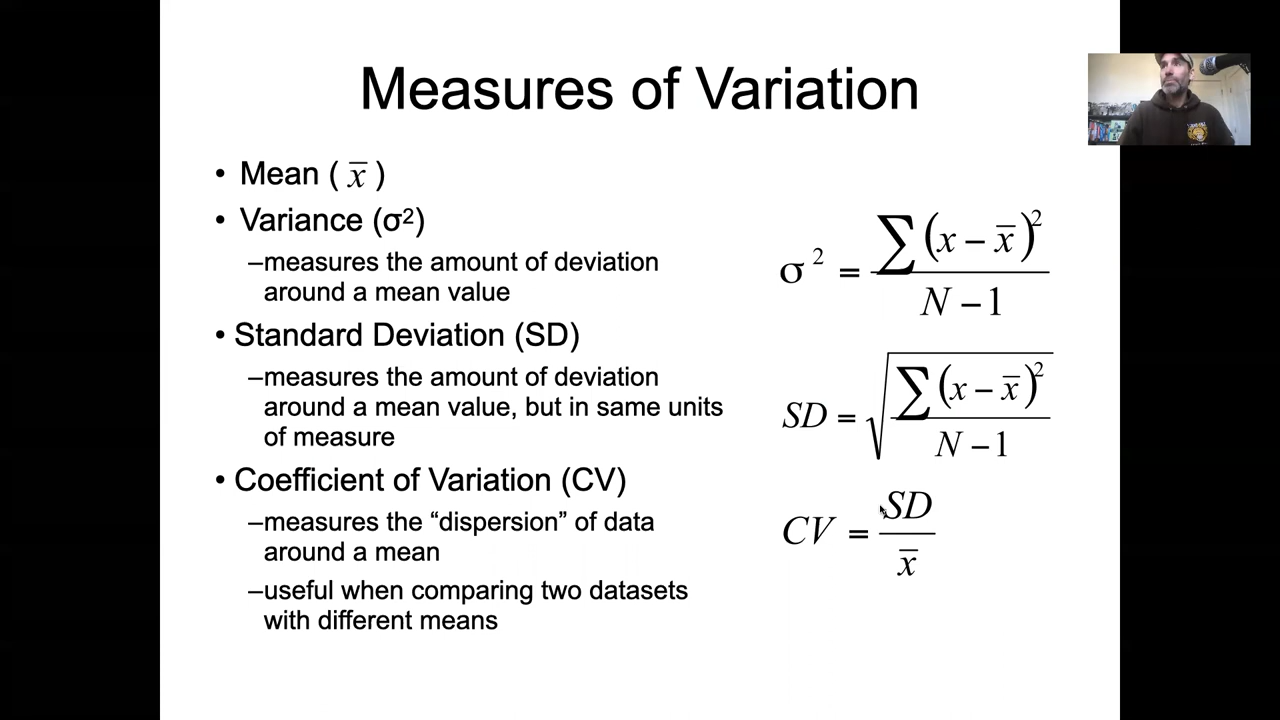 Measures of Variation
• Mean ( x̅ )
• Variance (σ²)
–measures the amount of deviation
around a mean value
σ² = ∑(x – x̅)² / N – 1
• Standard Deviation (SD)
–measures the amount of deviation
around a mean value, but in same units
of measure
SD = √(∑(x – x̅)² / N – 1)
• Coefficient of Variation (CV)
–measures the “dispersion” of data
around a mean
–useful when comparing two datasets
with different means
CV = SD / x̅